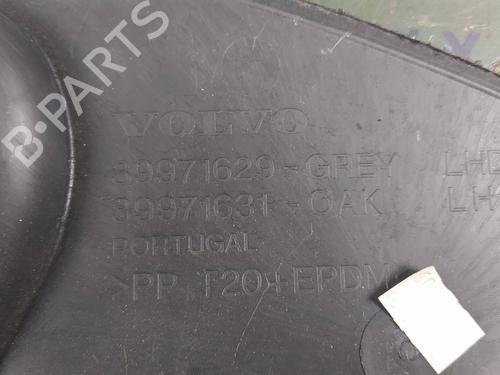 B-PARTS
VOLVO
39971629-GREY LHD
39971631-OAK LH
PORTUGAL
>PP T20+EPDM